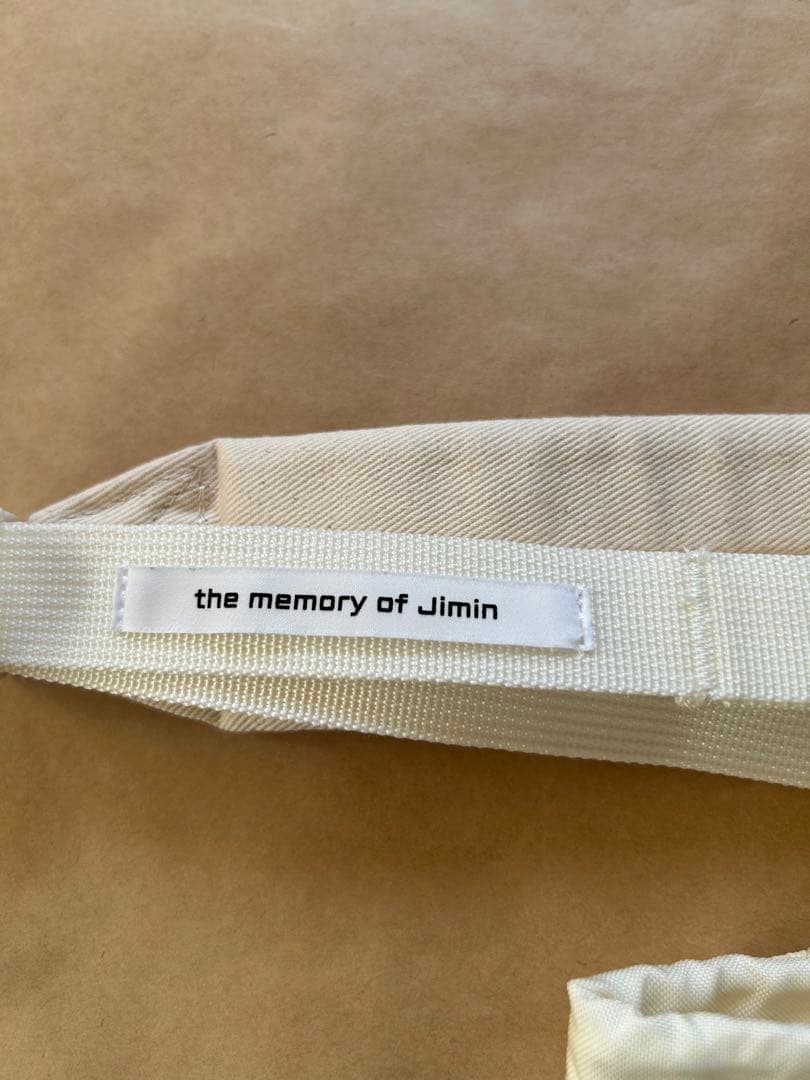 the memory of Jimin